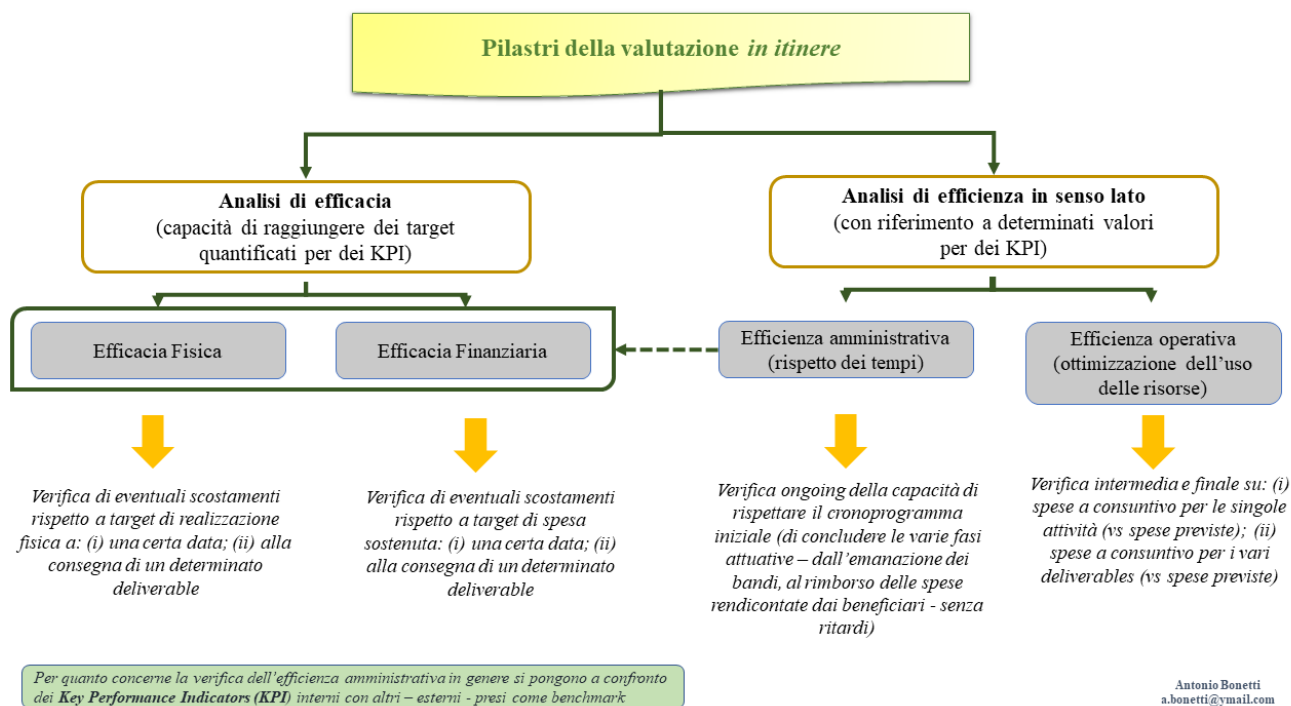 Pilastri della valutazione in itinere
Analisi di efficacia
(capacità di raggiungere dei target
quantificati per dei KPI)
Analisi di efficienza in senso lato
(con riferimento a determinati valori
per dei KPI)
Efficacia Fisica
Efficacia Finanziaria
Efficienza amministrativa
(rispetto dei tempi)
Efficienza operativa
(ottimizzazione dell’uso
delle risorse)
Verifica di eventuali scostamenti
rispetto a target di realizzazione
fisica a: (i) una certa data; (ii) alla
consegna di un determinato
deliverable
Verifica di eventuali scostamenti
rispetto a target di spesa
sostenuta: (i) una certa data; (ii)
alla consegna di un determinato
deliverable
Verifica ongoing della capacità di
rispettare il cronoprogramma
iniziale (di concludere le varie fasi
attuative – dall’emanazione dei
bandi, al rimborso delle spese
rendicontate dai beneficiari - senza
ritardi)
Verifica intermedia e finale su: (i)
spese a consuntivo per le singole
attività (vs spese previste); (ii)
spese a consuntivo per i vari
deliverables (vs spese previste)
Per quanto concerne la verifica dell’efficienza amministrativa in genere si pongono a confronto
dei Key Performance Indicators (KPI) interni con altri – esterni - presi come benchmark
Antonio Bonetti
a.bonetti@ymail.com